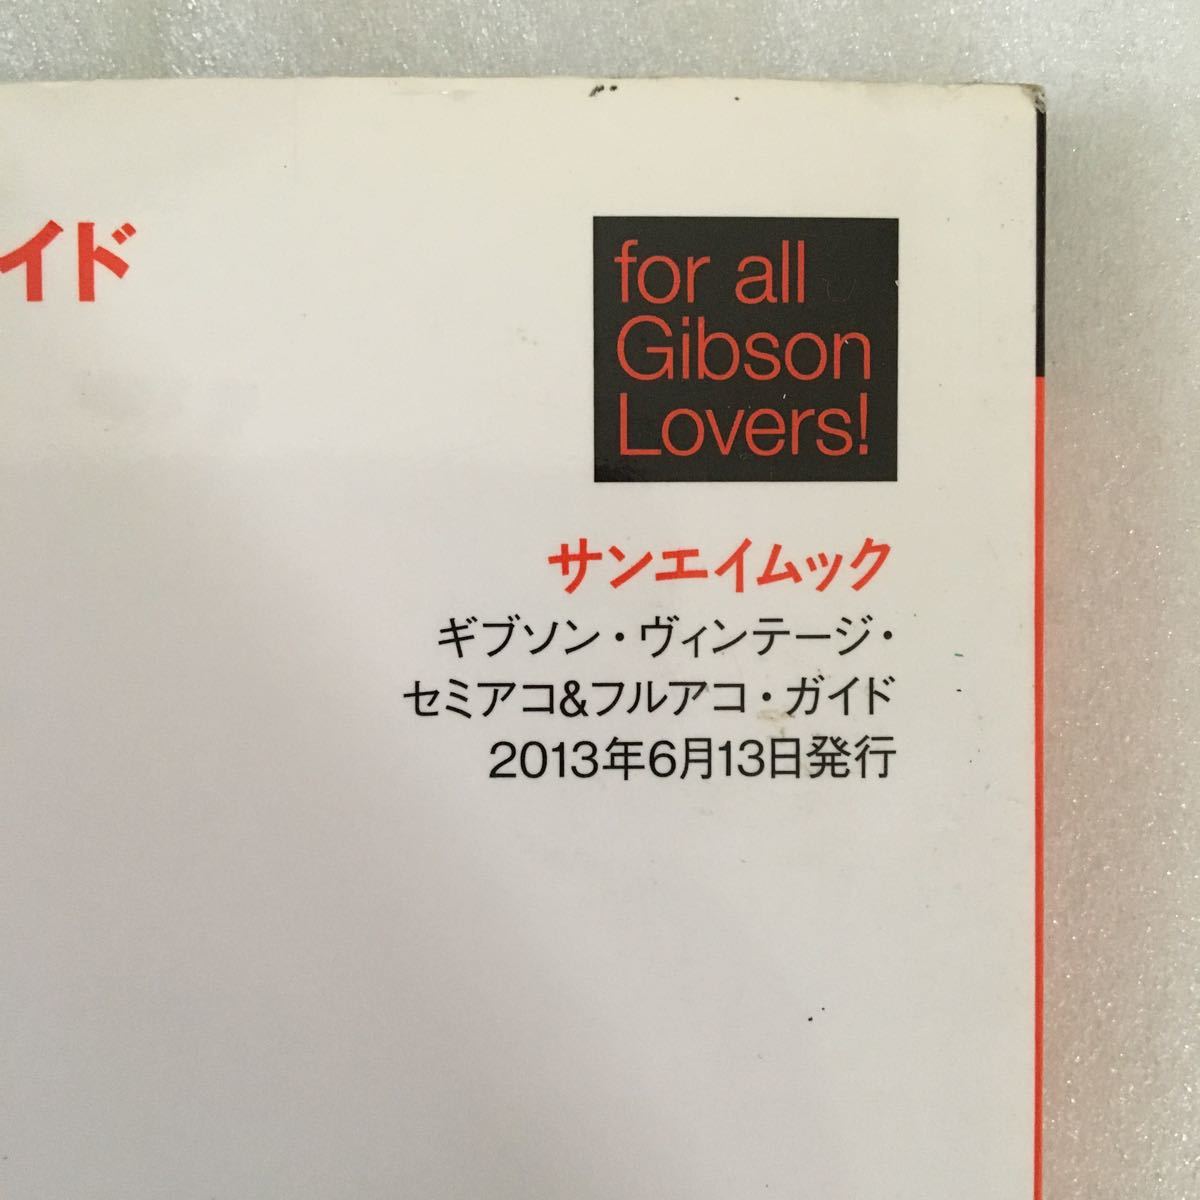 イド
for all
Gibson
Lovers!
サンエイムック
ギブソン・ヴィンテージ・
セミアコ&フルアコ・ガイド
2013年6月13日発行